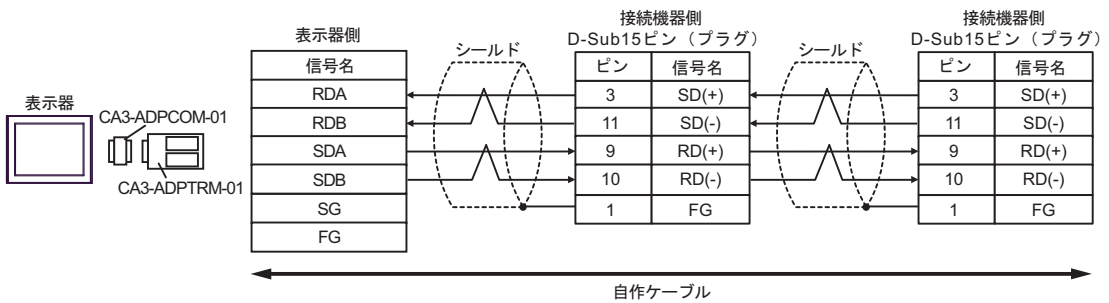 表示器
CA3-ADPCOM-01
CA3-ADPTRM-01
表示器側
信号名
RDA
RDB
SDA
SDB
SG
FG
シールド
接続機器側
D-Sub15ピン（プラグ）
ピン 信号名
3 SD(+)
11 SD(-)
9 RD(+)
10 RD(-)
1 FG
シールド
接続機器側
D-Sub15ピン（プラグ）
ピン 信号名
3 SD(+)
11 SD(-)
9 RD(+)
10 RD(-)
1 FG
自作ケーブル